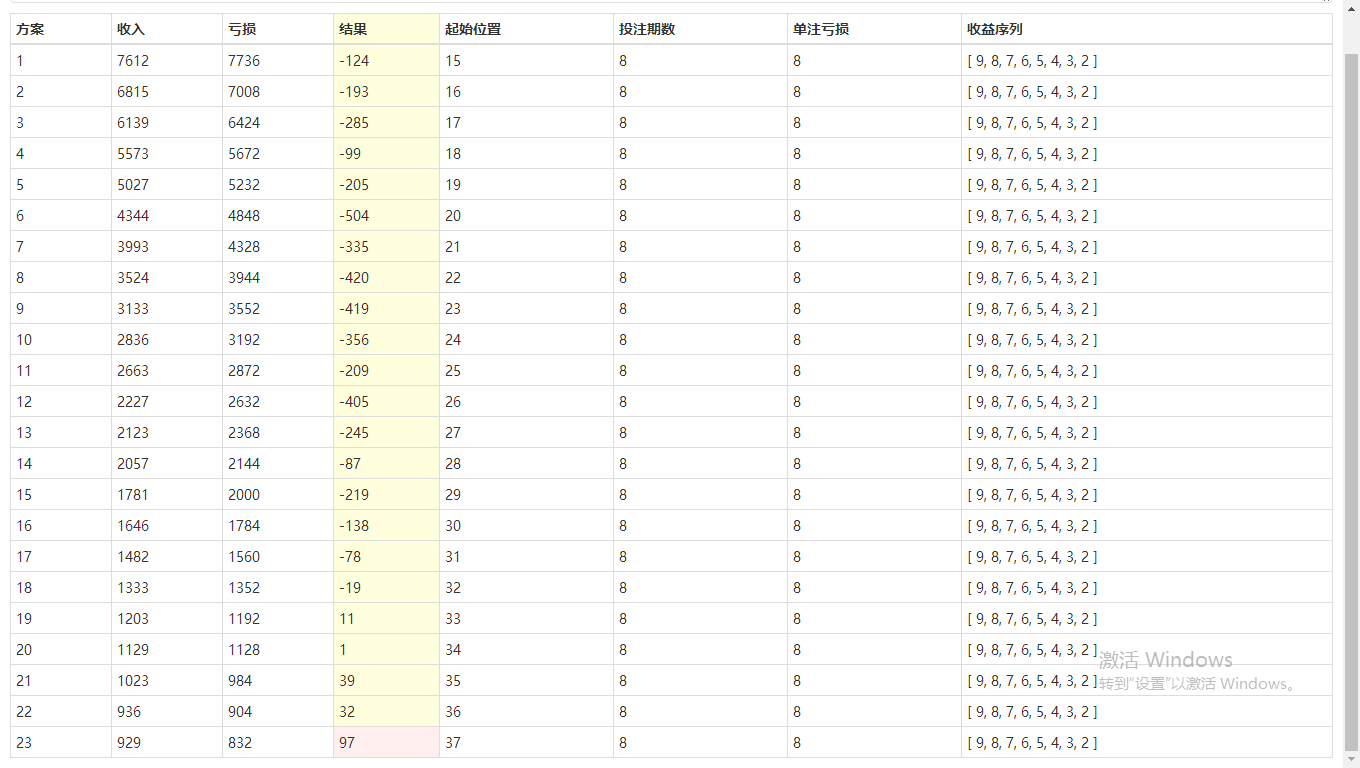 方案 收入 亏损 结果 起始位置 投注期数 单注亏损 收益序列
1 7612 7736 -124 15 8 8 [ 9, 8, 7, 6, 5, 4, 3, 2 ]
2 6815 7008 -193 16 8 8 [ 9, 8, 7, 6, 5, 4, 3, 2 ]
3 6139 6424 -285 17 8 8 [ 9, 8, 7, 6, 5, 4, 3, 2 ]
4 5573 5672 -99 18 8 8 [ 9, 8, 7, 6, 5, 4, 3, 2 ]
5 5027 5232 -205 19 8 8 [ 9, 8, 7, 6, 5, 4, 3, 2 ]
6 4344 4848 -504 20 8 8 [ 9, 8, 7, 6, 5, 4, 3, 2 ]
7 3993 4328 -335 21 8 8 [ 9, 8, 7, 6, 5, 4, 3, 2 ]
8 3524 3944 -420 22 8 8 [ 9, 8, 7, 6, 5, 4, 3, 2 ]
9 3133 3552 -419 23 8 8 [ 9, 8, 7, 6, 5, 4, 3, 2 ]
10 2836 3192 -356 24 8 8 [ 9, 8, 7, 6, 5, 4, 3, 2 ]
11 2663 2872 -209 25 8 8 [ 9, 8, 7, 6, 5, 4, 3, 2 ]
12 2227 2632 -405 26 8 8 [ 9, 8, 7, 6, 5, 4, 3, 2 ]
13 2123 2368 -245 27 8 8 [ 9, 8, 7, 6, 5, 4, 3, 2 ]
14 2057 2144 -87 28 8 8 [ 9, 8, 7, 6, 5, 4, 3, 2 ]
15 1781 2000 -219 29 8 8 [ 9, 8, 7, 6, 5, 4, 3, 2 ]
16 1646 1784 -138 30 8 8 [ 9, 8, 7, 6, 5, 4, 3, 2 ]
17 1482 1560 -78 31 8 8 [ 9, 8, 7, 6, 5, 4, 3, 2 ]
18 1333 1352 -19 32 8 8 [ 9, 8, 7, 6, 5, 4, 3, 2 ]
19 1203 1192 11 33 8 8 [ 9, 8, 7, 6, 5, 4, 3, 2 ]
20 1129 1128 1 34 8 8 [ 9, 8, 7, 6, 5, 4, 3, 2 ]
激活 Windows
21 1023 984 39 35 8 8 [ 9, 8, 7, 6, 5, 4, 3, 2 ]
转到“设置”以激活 Windows。
22 936 904 32 36 8 8 [ 9, 8, 7, 6, 5, 4, 3, 2 ]
23 929 832 97 37 8 8 [ 9, 8, 7, 6, 5, 4, 3, 2 ]